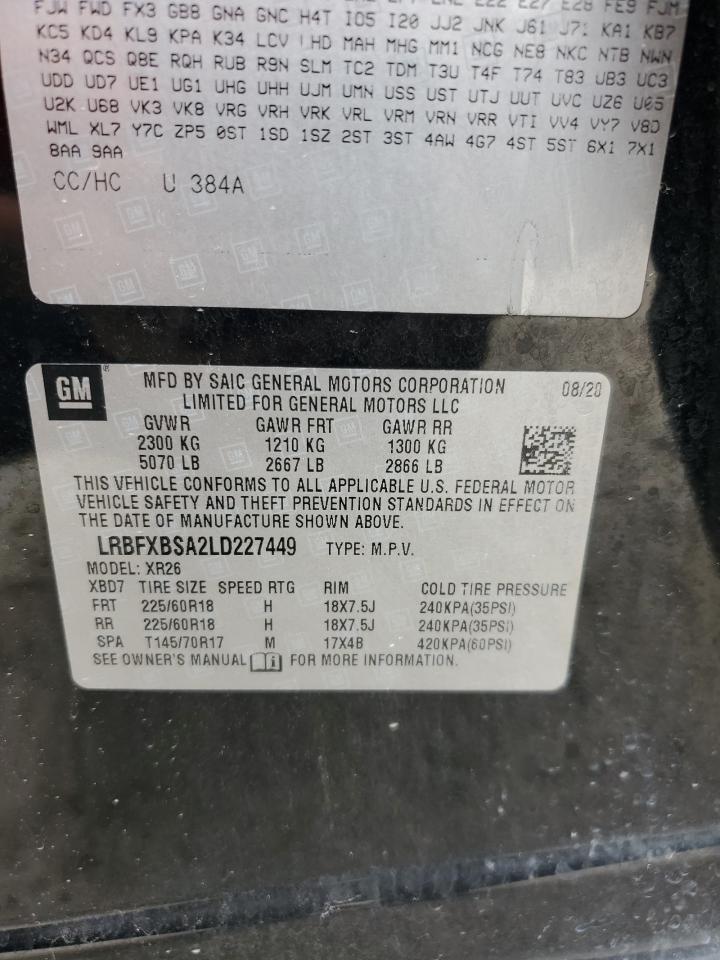 E22 E27 E28 FE9 FJM
FJW FWD FX3 GB8 GNA GNC H4T IO5 I20 JJ2 JNK J61 J71 KA1 KB7
KC5 KD4 KL9 KPA K34 LCV LHD MAH MHG MM1 NCG NE8 NKC NTB NWN
N34 QCS Q8E RQH RUB R9N SLM TC2 TDM T3U T4F T74 T83 UB3 UC3
UDD UD7 UE1 UG1 UHG UHH UJM UMN USS UST UTJ UUT UVC UZ6 U05
U2K U68 VK3 VK8 VRG VRH VRK VRL VRM VRN VRR VTI VV4 VY7 V8D
WML XL7 Y7C ZP5 0ST 1SD 1SZ 2ST 3ST 4AW 4G7 4ST 5ST 6X1 7X1
8AA 9AA
CC/HC U 384A
GM ® MFD BY SAIC GENERAL MOTORS CORPORATION 08/20
LIMITED FOR GENERAL MOTORS LLC
GVWR GAWR FRT GAWR RR
2300 KG 1210 KG 1300 KG
5070 LB 2667 LB 2866 LB
THIS VEHICLE CONFORMS TO ALL APPLICABLE U.S. FEDERAL MOTOR
VEHICLE SAFETY AND THEFT PREVENTION STANDARDS IN EFFECT ON
THE DATE OF MANUFACTURE SHOWN ABOVE.
LRBFXBSA2LD227449 TYPE: M.P.V.
MODEL: XR26
XBD7 TIRE SIZE SPEED RTG RIM COLD TIRE PRESSURE
FRT 225/60R18 H 18X7.5J 240KPA(35PSI)
RR 225/60R18 H 18X7.5J 240KPA(35PSI)
SPA T145/70R17 M 17X4B 420KPA(60PSI)
SEE OWNER'S MANUAL FOR MORE INFORMATION.